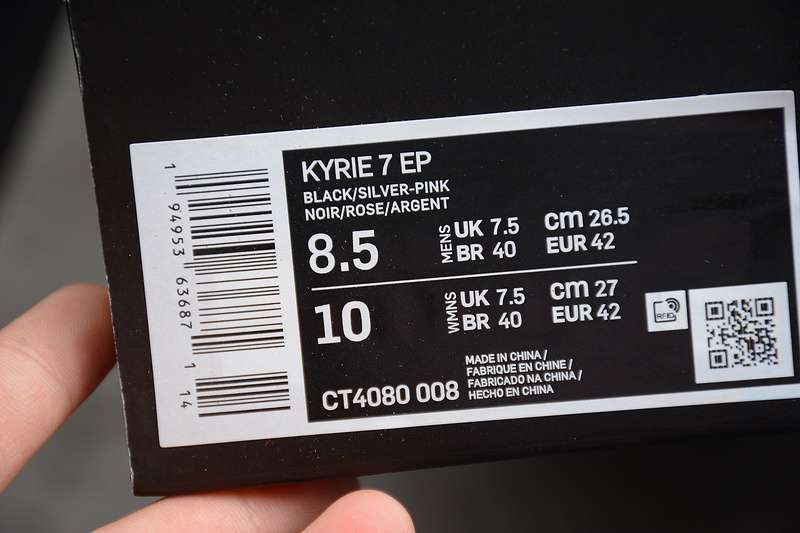 KYRIE 7 EP
BLACK/SILVER-PINK
NOIR/ROSE/ARGENT
8.5
MENS
UK 7.5 cm 26.5
BR 40 EUR 42
10
WMNS
UK 7.5 cm 27
BR 40 EUR 42
RFID
CT4080 008
MADE IN CHINA /
FABRIQUE EN CHINE /
FABRICADO NA CHINA /
HECHO EN CHINA
1 94953 63687 1 14